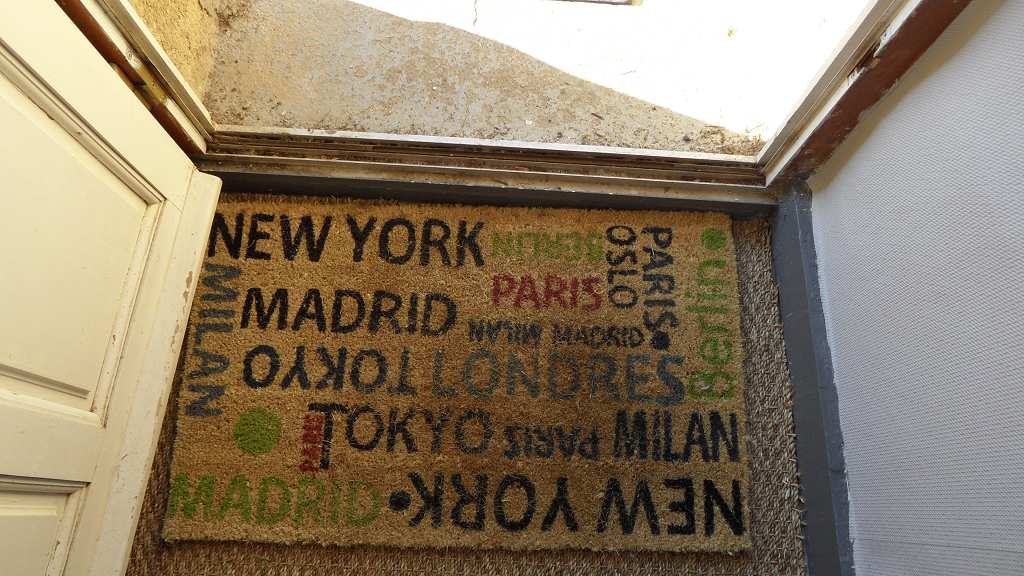 NEW YORK
BERLIN
OSLO
PARIS
Berlin
MILAN
MADRID
PARIS
MILAN MADRID
TOKYO
LONDRES
PARIS
TOKYO
PARIS
MILAN
MADRID
NEW YORK